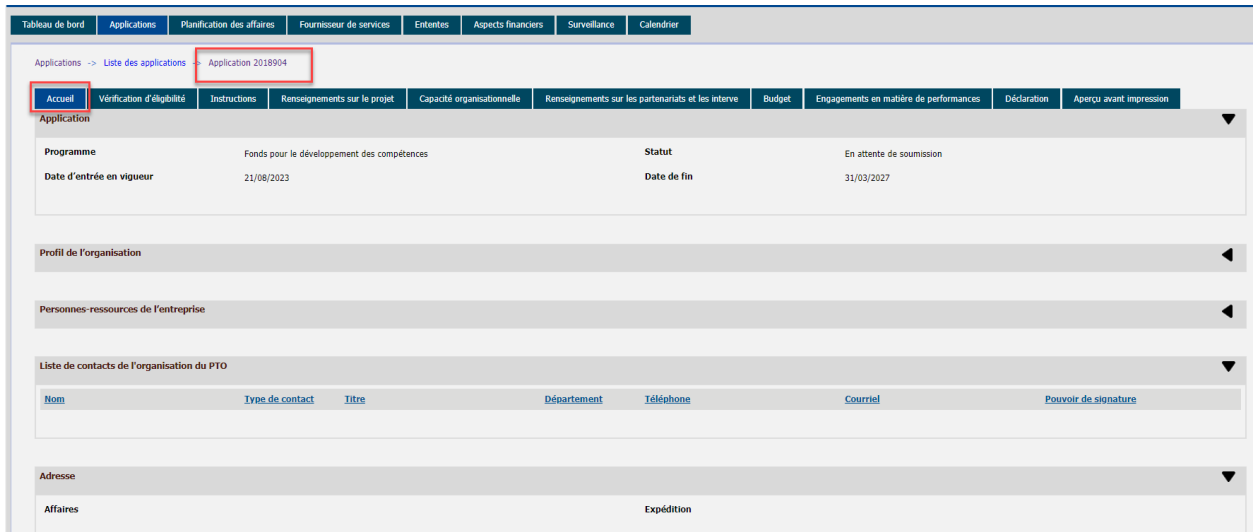 Tableau de bord Applications Planification des affaires Fournisseur de services Ententes Aspects financiers Surveillance Calendrier
Applications -> Liste des applications -> Application 2018904
Accueil Vérification d'éligibilité Instructions Renseignements sur le projet Capacité organisationnelle Renseignements sur les partenariats et les interve Budget Engagements en matière de performances Déclaration Aperçu avant impression
Application
Programme Fonds pour le développement des compétences Statut En attente de soumission
Date d'entrée en vigueur 21/08/2023 Date de fin 31/03/2027
Profil de l'organisation
Personnes-ressources de l'entreprise
Liste de contacts de l'organisation du PTO
Nom Type de contact Titre Département Téléphone Courriel Pouvoir de signature
Adresse
Affaires Expédition